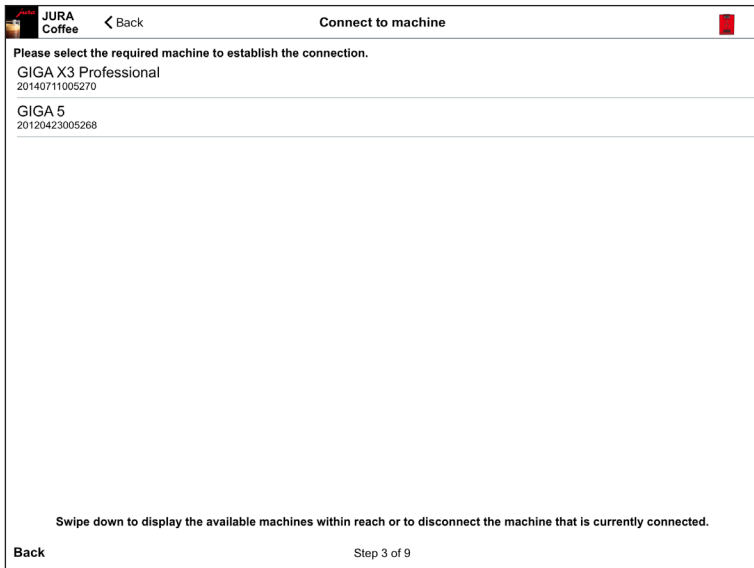 jura
JURA
Coffee
Back
Connect to machine
Please select the required machine to establish the connection.
GIGA X3 Professional
20140711005270
GIGA 5
20120423005268
Swipe down to display the available machines within reach or to disconnect the machine that is currently connected.
Back
Step 3 of 9